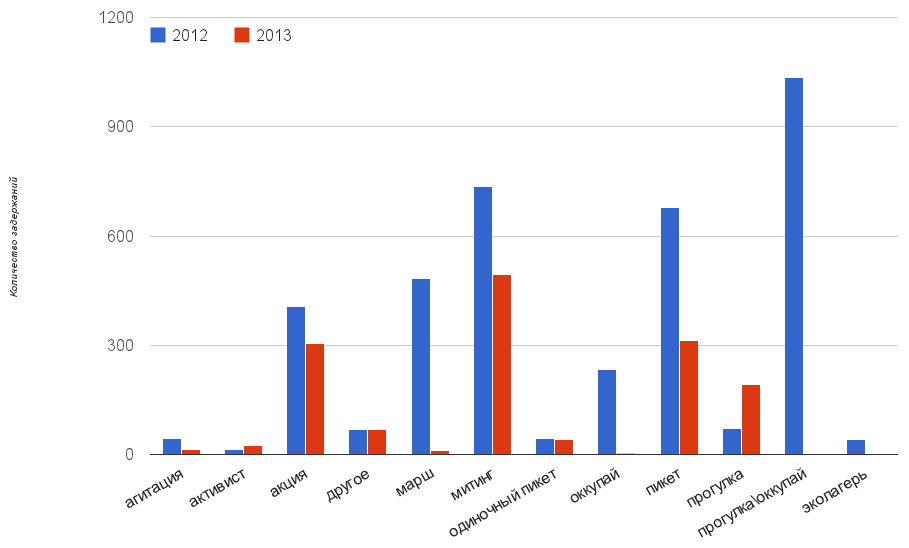 1200
2012 2013
900
600
300
0
Количество задержаний
агитация
активист
акция
другое
марш
митинг
одиночный пикет
оккупай
пикет
прогулка
прогулка\оккупай
эколагерь